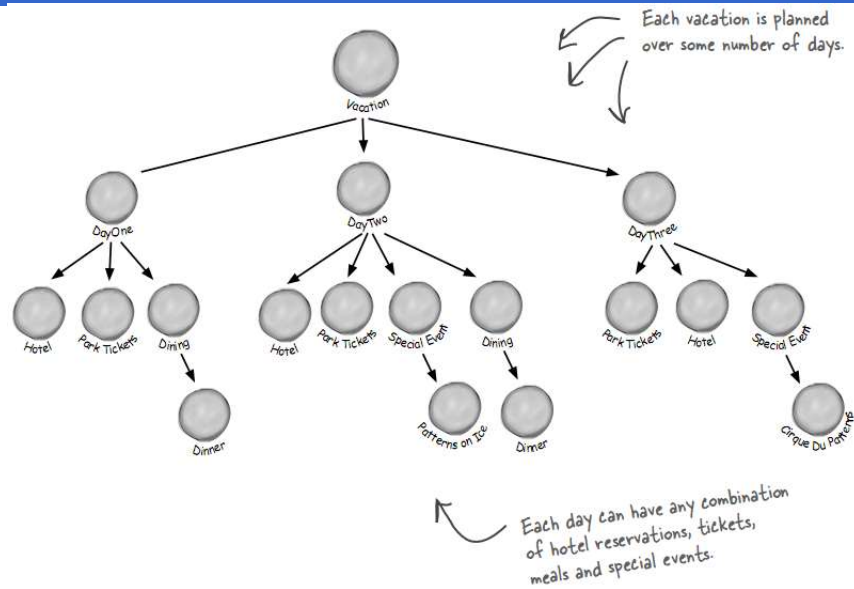 Each vacation is planned
over some number of days.
Vacation
DayOne
DayTwo
DayThree
Hotel
Park Tickets
Dining
Hotel
Park Tickets
Special Event
Dining
Park Tickets
Hotel
Special Event
Dinner
Patterns on Ice
Dinner
Cirque Du Patterns
Each day can have any combination
of hotel reservations, tickets,
meals and special events.